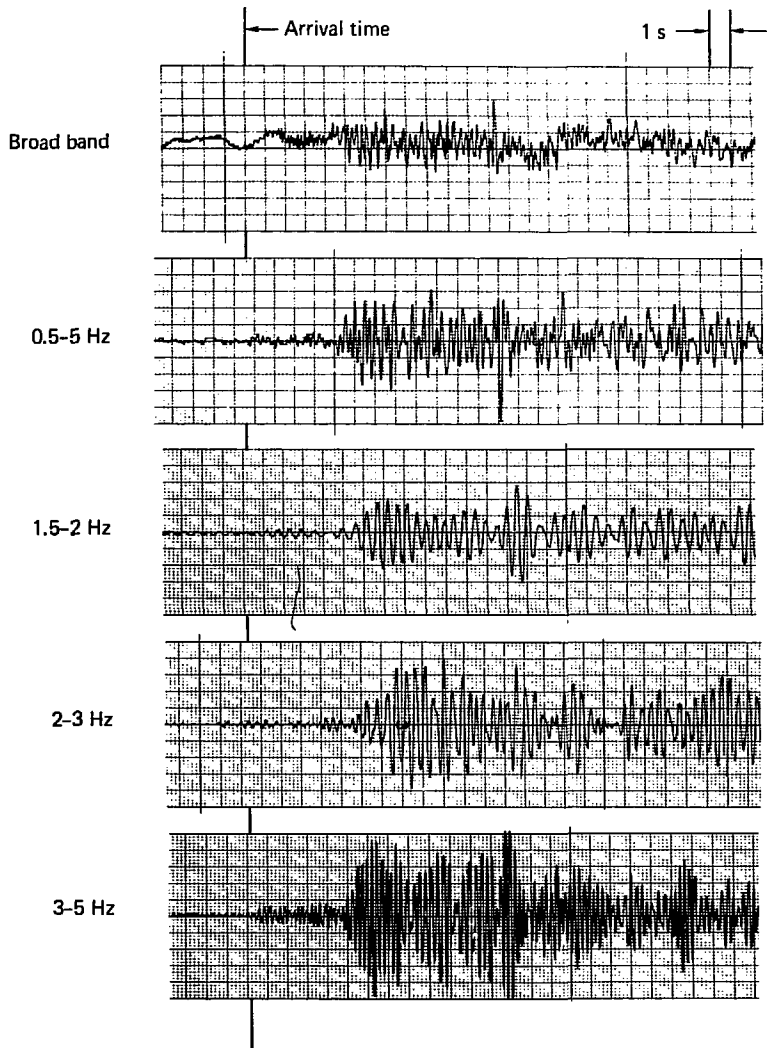 Arrival time
1 s
Broad band
0.5–5 Hz
1.5–2 Hz
2–3 Hz
3–5 Hz